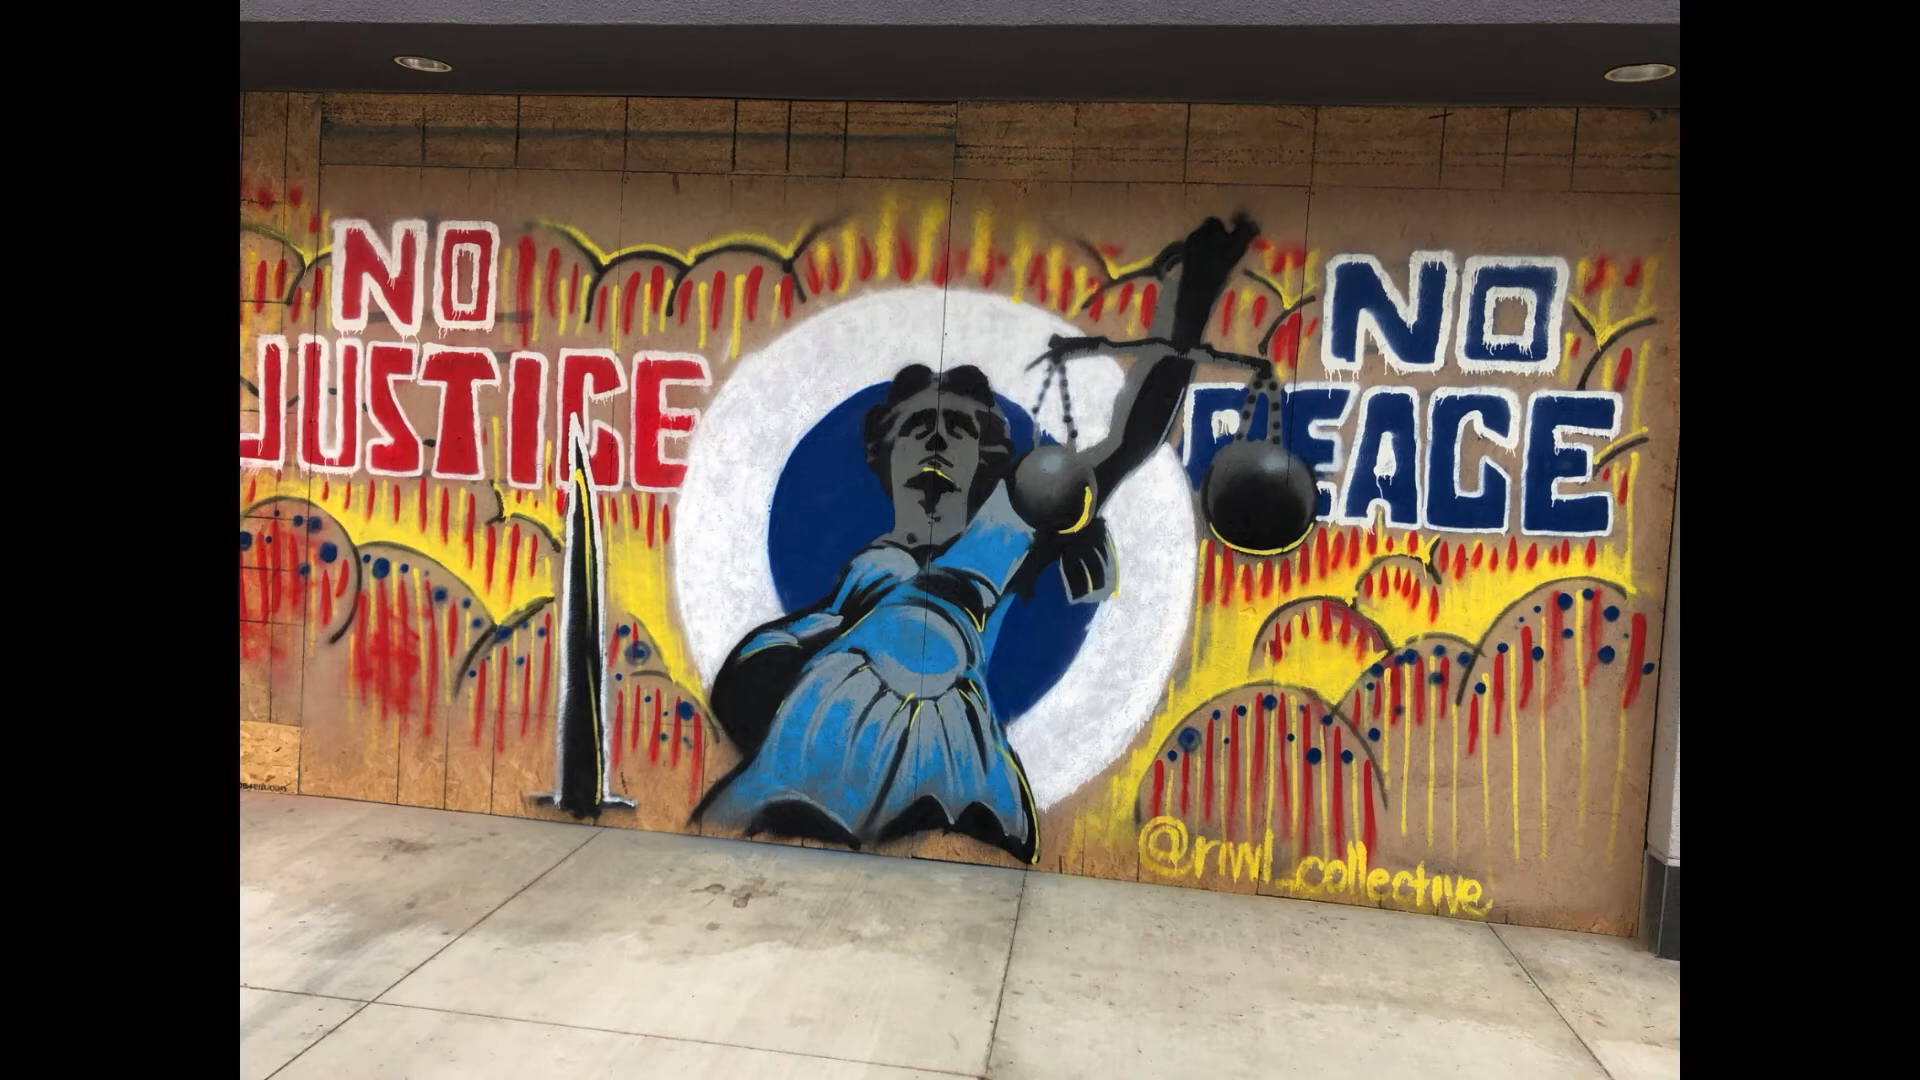 NO
JUSTICE
NO
PEACE
@riwl_collective